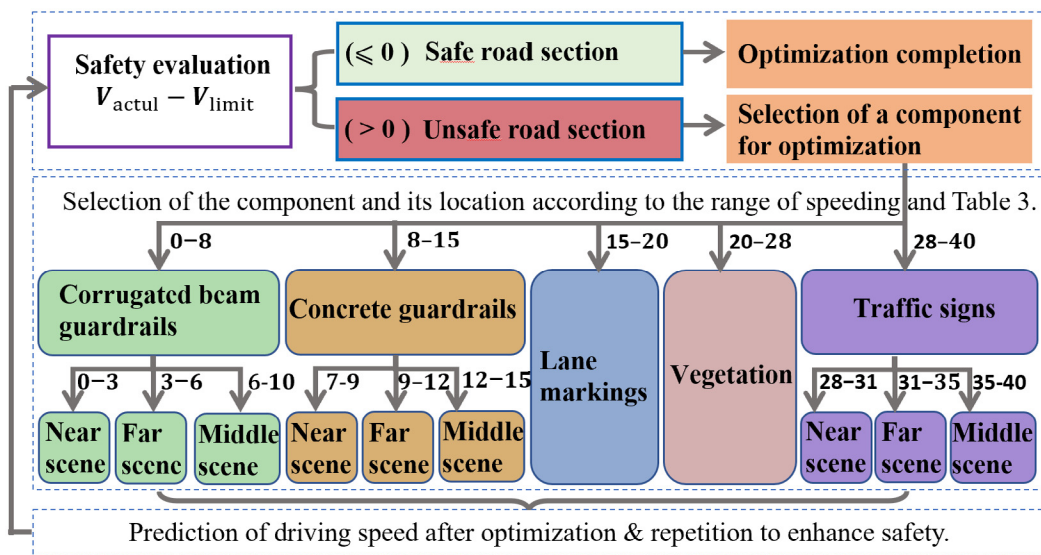 Safety evaluation
V_actul − V_limit
(⩽ 0) Safe road section
(> 0) Unsafe road section
Optimization completion
Selection of a component
for optimization
Selection of the component and its location according to the range of speeding and Table 3.
0−8
8−15
15−20
20−28
28−40
Corrugatcd bcam
guardrails
Concrete guardrails
Lane
markings
Vegetation
Traffic signs
0−3
3−6
6-10
7-9
9−12
12−15
28−31
31−35
35-40
Near
scene
Far
sccnc
Middle
scene
Near
scene
Far
scene
Middle
scene
Near
scene
Far
scene
Middle
scene
Prediction of driving speed after optimization & repetition to enhance safety.